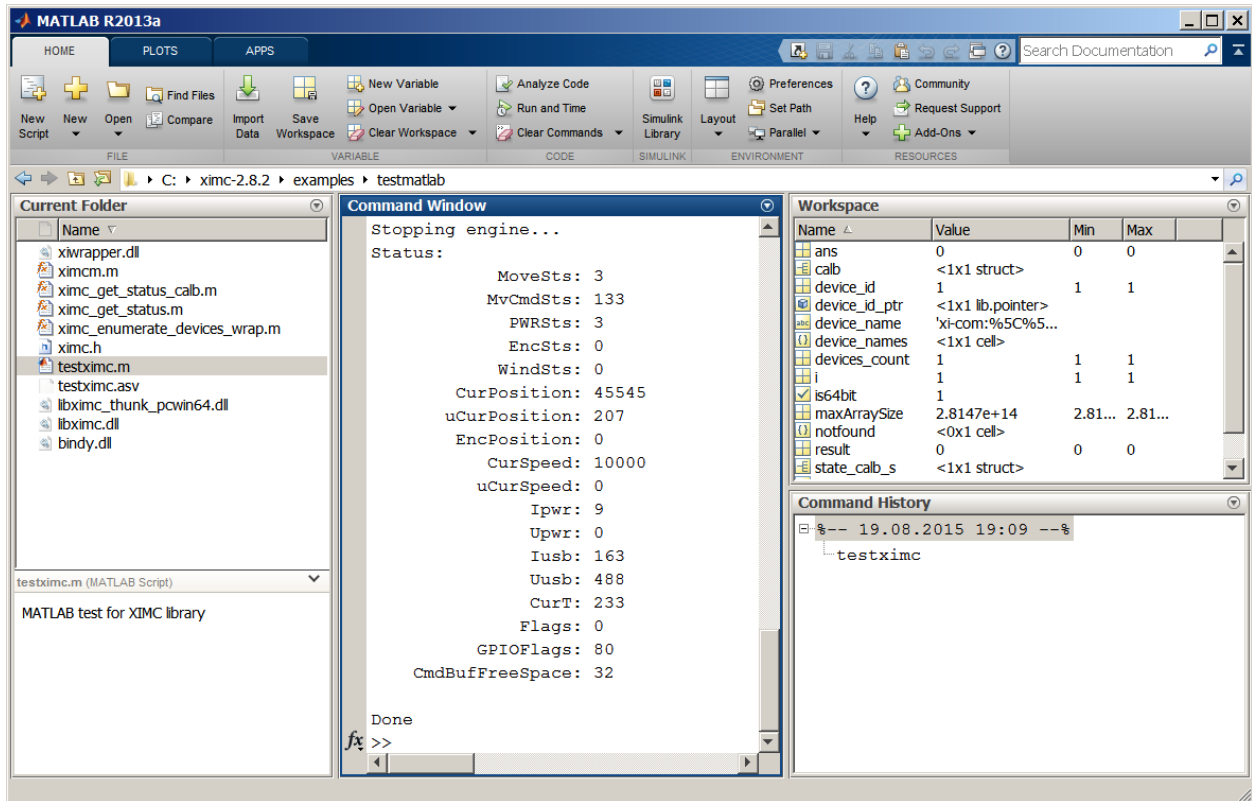 MATLAB R2013a
HOME PLOTS APPS Search Documentation
New Script New Open Find Files Compare Import Data Save Workspace New Variable Open Variable Clear Workspace Analyze Code Run and Time Clear Commands Simulink Library Layout Preferences Set Path Parallel Help Community Request Support Add-Ons
FILE VARIABLE CODE SIMULINK ENVIRONMENT RESOURCES
C: ximc-2.8.2 examples testmatlab
Current Folder
Name
xiwrapper.dll
ximcm.m
ximc_get_status_calb.m
ximc_get_status.m
ximc_enumerate_devices_wrap.m
ximc.h
testximc.m
testximc.asv
libximc_thunk_pcwin64.dll
libximc.dll
bindy.dll
testximc.m (MATLAB Script)
MATLAB test for XIMC library
Command Window
Stopping engine...
Status:
MoveSts: 3
MvCmdSts: 133
PWRSts: 3
EncSts: 0
WindSts: 0
CurPosition: 45545
uCurPosition: 207
EncPosition: 0
CurSpeed: 10000
uCurSpeed: 0
Ipwr: 9
Upwr: 0
Iusb: 163
Uusb: 488
CurT: 233
Flags: 0
GPIOFlags: 80
CmdBufFreeSpace: 32
Done
fx >>
Workspace
Name Value Min Max
ans 0 0 0
calb <1x1 struct>
device_id 1 1 1
device_id_ptr <1x1 lib.pointer>
device_name 'xi-com:%5C%5...
device_names <1x1 cell>
devices_count 1 1 1
i 1 1 1
is64bit 1
maxArraySize 2.8147e+14 2.81... 2.81...
notfound <0x1 cell>
result 0 0 0
state_calb_s <1x1 struct>
Command History
%-- 19.08.2015 19:09 --%
testximc